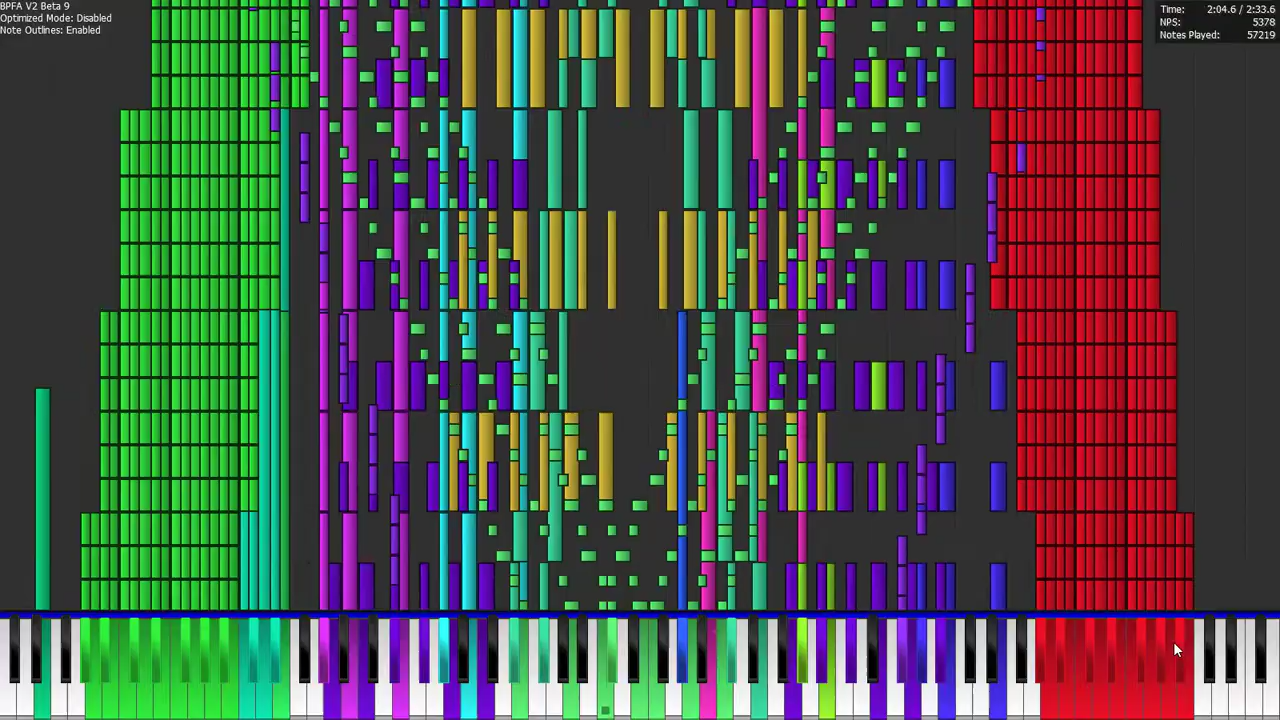 BPFA V2 Beta 9
Optimized Mode: Disabled
Note Outlines: Enabled
Time: 2:04.6 / 2:33.6
NPS: 5378
Notes Played: 57219